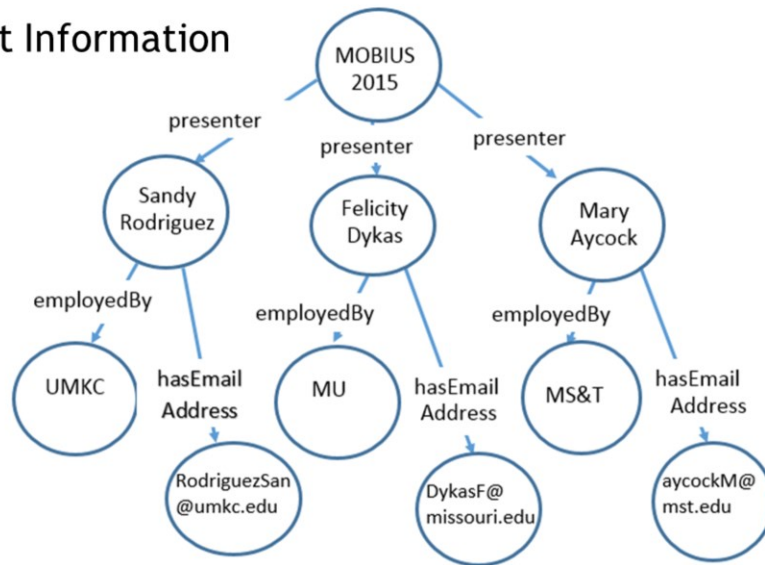 t Information
MOBIUS
2015
presenter
presenter
presenter
Sandy
Rodriguez
Felicity
Dykas
Mary
Aycock
employedBy
employedBy
employedBy
UMKC
hasEmail
Address
MU
hasEmail
Address
MS&T
hasEmail
Address
RodriguezSan
@umkc.edu
DykasF@
missouri.edu
aycockM@
mst.edu